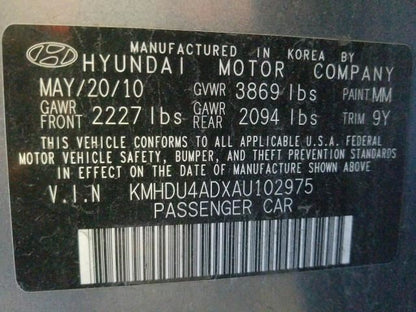 MANUFACTURED IN KOREA BY
HYUNDAI MOTOR COMPANY
MAY/20/10 GVWR 3869 lbs PAINT MM
GAWR FRONT 2227 lbs GAWR REAR 2094 lbs TRIM 9Y
THIS VEHICLE CONFORMS TO ALL APPLICABLE U.S.A. FEDERAL
MOTOR VEHICLE SAFETY, BUMPER, AND THEFT PREVENTION STANDARDS
IN EFFECT ON THE DATE OF MANUFACTURE SHOWN ABOVE
V.I.N KMHDU4ADXAU102975
PASSENGER CAR